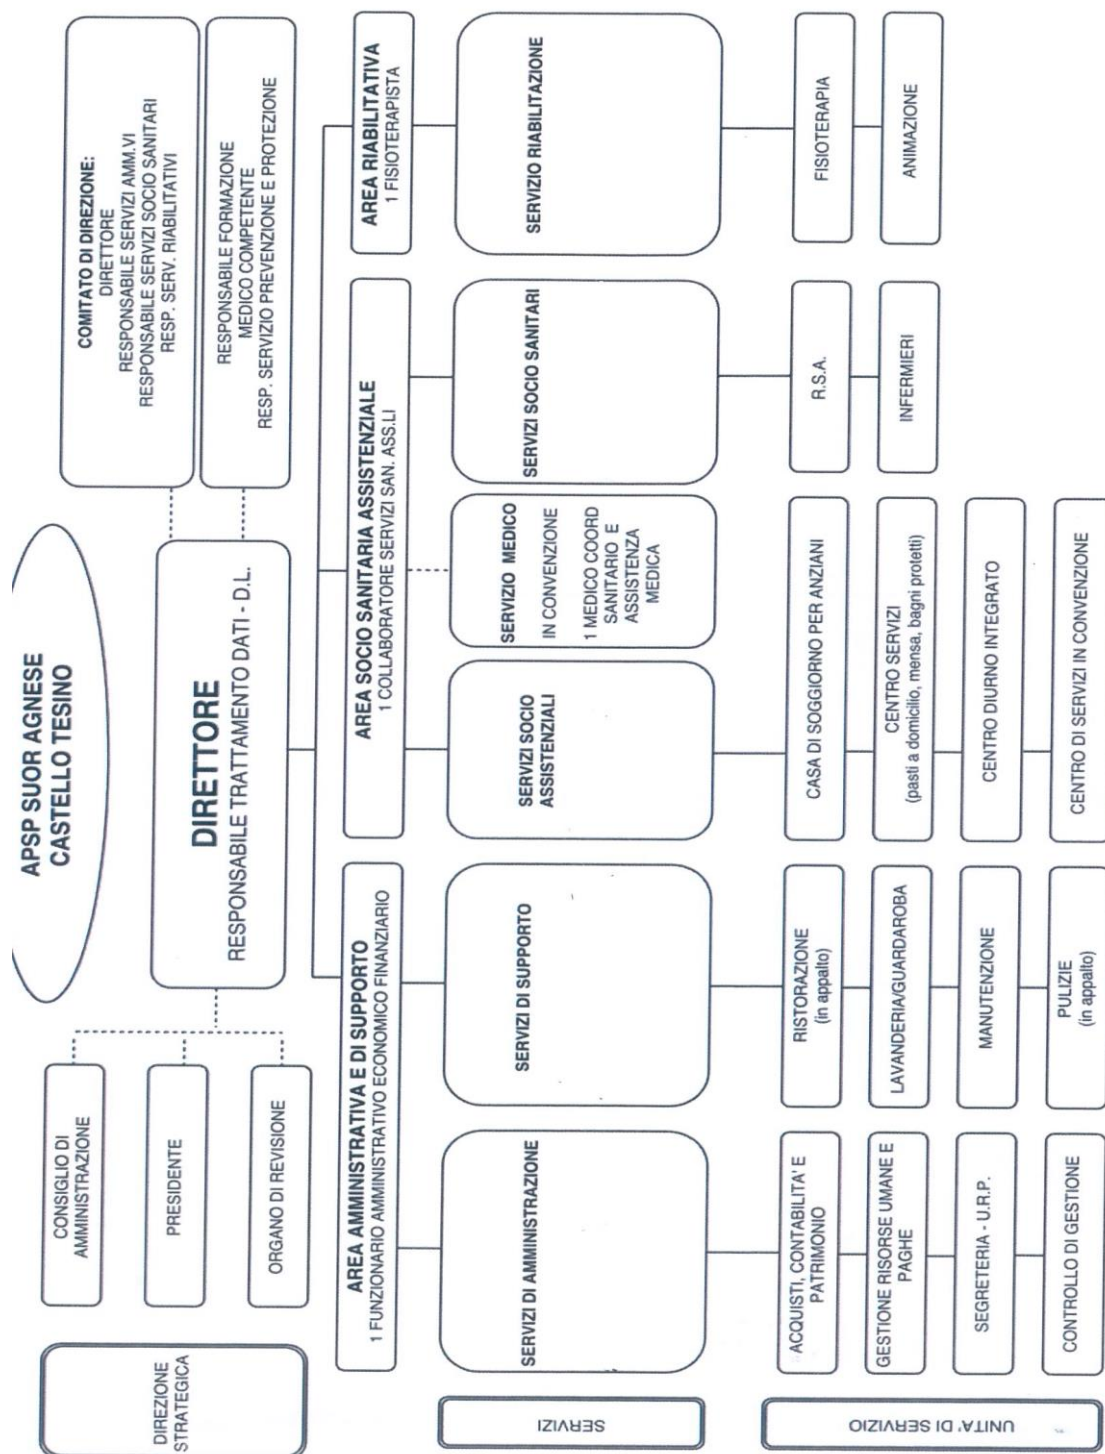 APSP SUOR AGNESE
CASTELLO TESINO
DIREZIONE
STRATEGICA
CONSIGLIO DI
AMMINISTRAZIONE
PRESIDENTE
ORGANO DI REVISIONE
DIRETTORE
RESPONSABILE TRATTAMENTO DATI - D.L.
COMITATO DI DIREZIONE:
DIRETTORE
RESPONSABILE SERVIZI AMM.VI
RESPONSABILE SERVIZI SOCIO SANITARI
RESP. SERV. RIABILITATIVI
RESPONSABILE FORMAZIONE
MEDICO COMPETENTE
RESP. SERVIZIO PREVENZIONE E PROTEZIONE
AREA AMMINISTRATIVA E DI SUPPORTO
1 FUNZIONARIO AMMINISTRATIVO ECONOMICO FINANZIARIO
AREA SOCIO SANITARIA ASSISTENZIALE
1 COLLABORATORE SERVIZI SAN. ASS.LI
AREA RIABILITATIVA
1 FISIOTERAPISTA
SERVIZI
SERVIZI DI AMMINISTRAZIONE
SERVIZI DI SUPPORTO
SERVIZI SOCIO
ASSISTENZIALI
SERVIZIO MEDICO
IN CONVENZIONE
1 MEDICO COORD
SANITARIO E
ASSISTENZA
MEDICA
SERVIZI SOCIO SANITARI
SERVIZIO RIABILITAZIONE
UNITA' DI SERVIZIO
ACQUISTI, CONTABILITA' E
PATRIMONIO
GESTIONE RISORSE UMANE E
PAGHE
SEGRETERIA - U.R.P.
CONTROLLO DI GESTIONE
RISTORAZIONE
(in appalto)
LAVANDERIA/GUARDAROBA
MANUTENZIONE
PULIZIE
(in appalto)
CASA DI SOGGIORNO PER ANZIANI
CENTRO SERVIZI
(pasti a domicilio, mensa, bagni protetti)
CENTRO DIURNO INTEGRATO
CENTRO DI SERVIZI IN CONVENZIONE
R.S.A.
INFERMIERI
FISIOTERAPIA
ANIMAZIONE